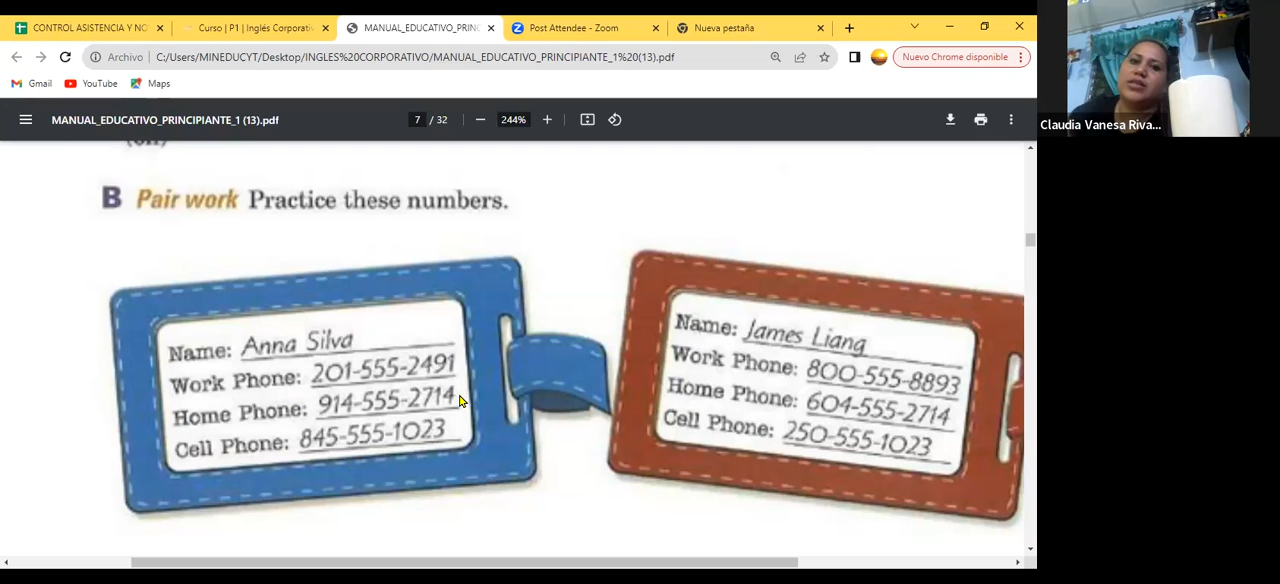 CONTROL ASISTENCIA Y NO
Curso | P1 | Inglés Corporativ
MANUAL_EDUCATIVO_PRINC
Post Attendee - Zoom
Nueva pestaña
Archivo
C:/Users/MINEDUCYT/Desktop/INGLES%20CORPORATIVO/MANUAL_EDUCATIVO_PRINCIPIANTE_1%20(13).pdf
Nuevo Chrome disponible
Gmail
YouTube
Maps
MANUAL_EDUCATIVO_PRINCIPIANTE_1 (13).pdf
7 / 32
244%
Claudia Vanesa Riva...
B Pair work Practice these numbers.
Name: Anna Silva
Work Phone: 201-555-2491
Home Phone: 914-555-2714
Cell Phone: 845-555-1023
Name: James Liang
Work Phone: 800-555-8893
Home Phone: 604-555-2714
Cell Phone: 250-555-1023